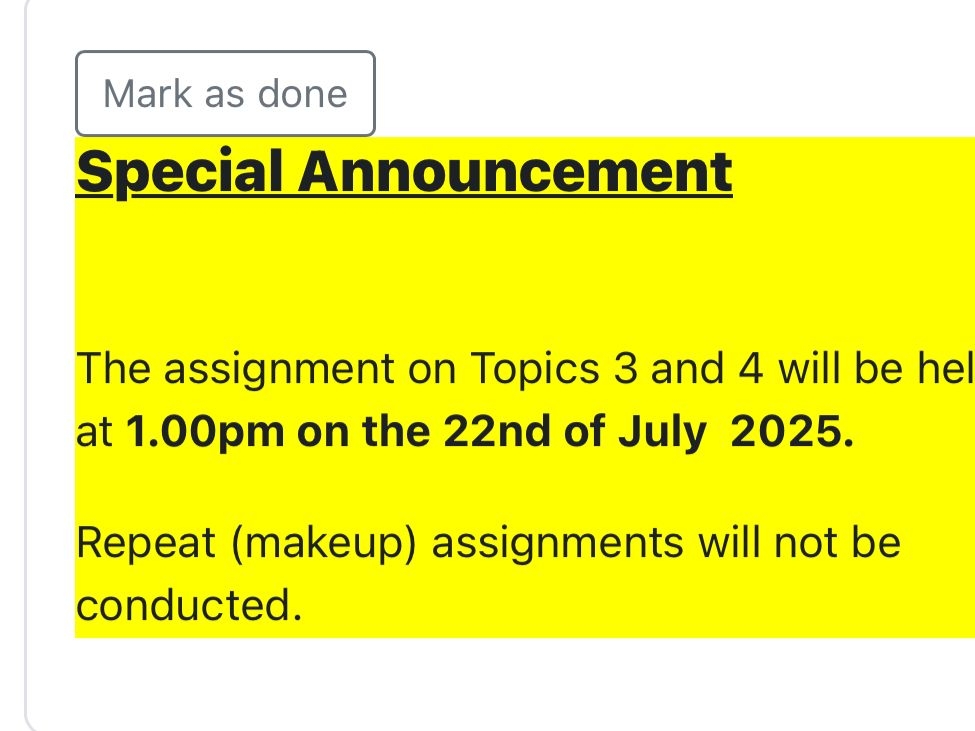 Mark as done
Special Announcement
The assignment on Topics 3 and 4 will be hel
at 1.00pm on the 22nd of July  2025.
Repeat (makeup) assignments will not be
conducted.